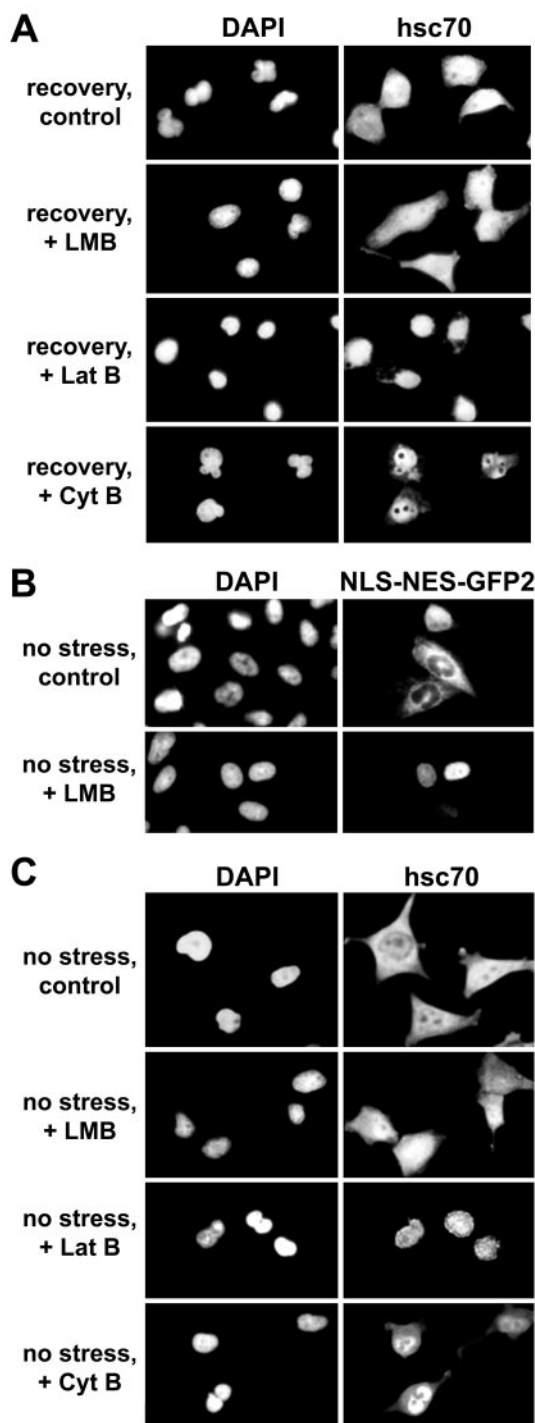 A
DAPI hsc70
recovery,
control
recovery,
+ LMB
recovery,
+ Lat B
recovery,
+ Cyt B
B
DAPI NLS-NES-GFP2
no stress,
control
no stress,
+ LMB
C
DAPI hsc70
no stress,
control
no stress,
+ LMB
no stress,
+ Lat B
no stress,
+ Cyt B